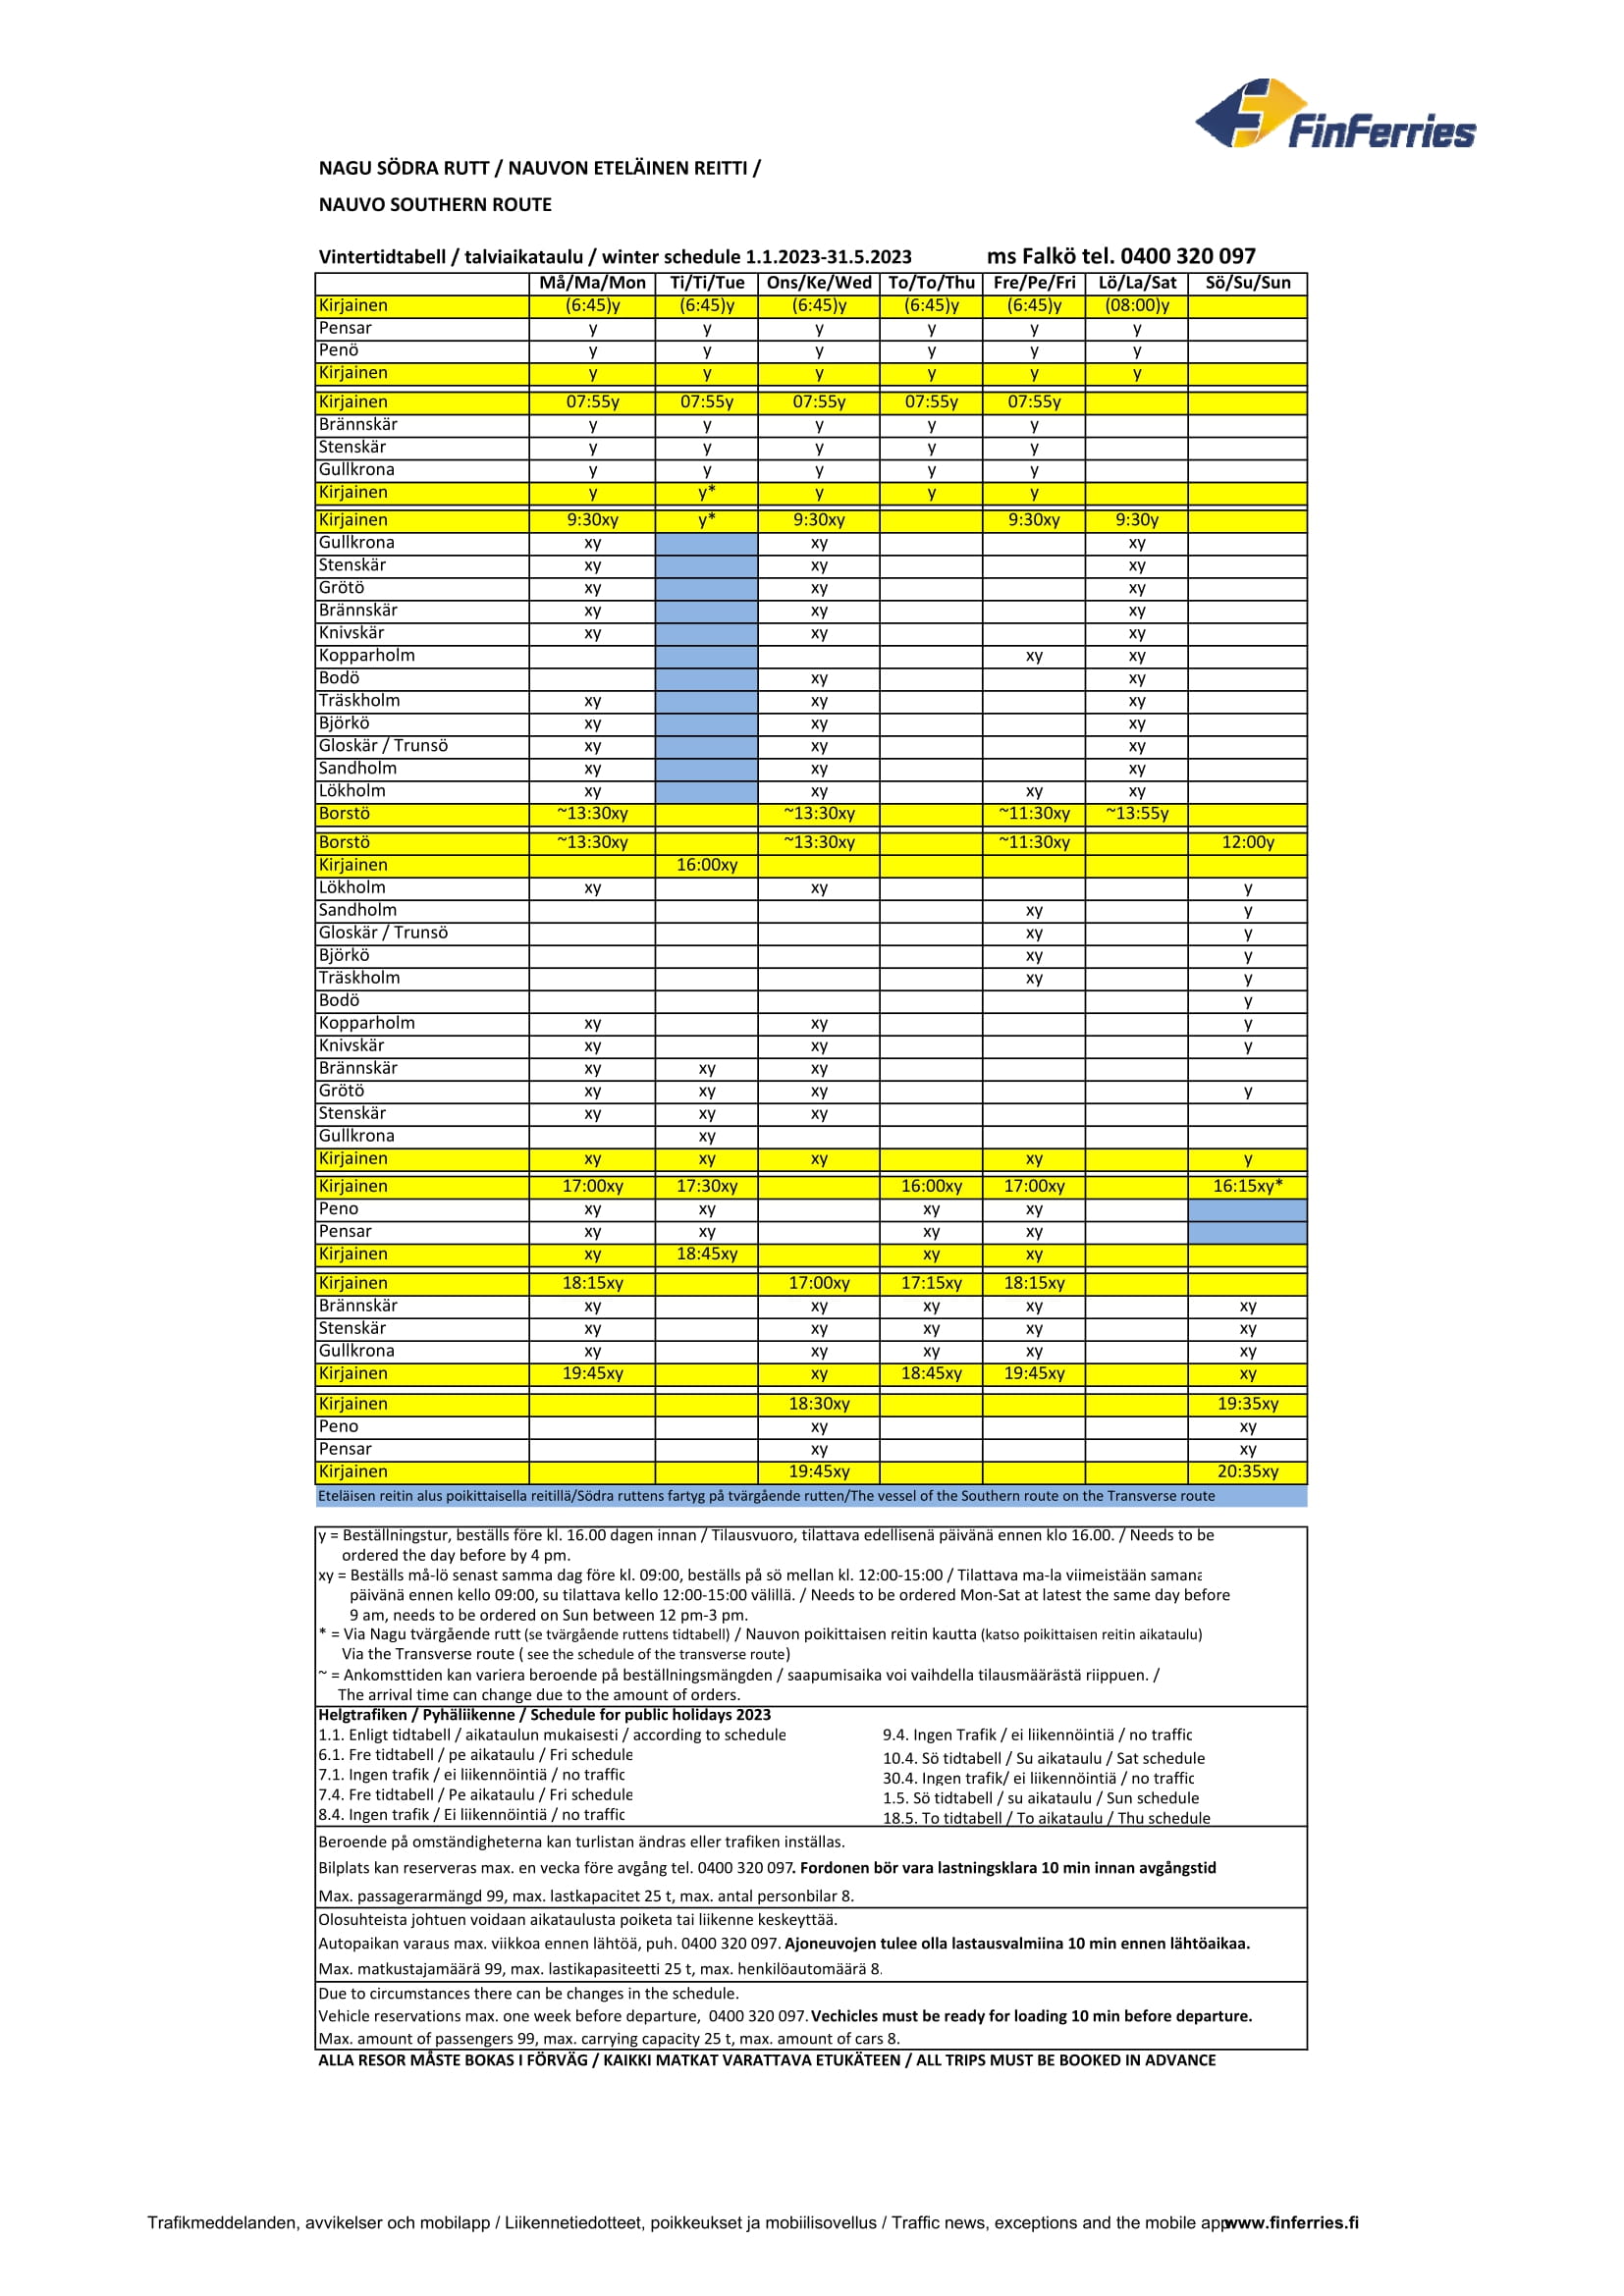 FinFerries
NAGU SÖDRA RUTT / NAUVON ETELÄINEN REITTI /
NAUVO SOUTHERN ROUTE
Vintertidtabell / talviaikataulu / winter schedule 1.1.2023-31.5.2023 ms Falkö tel. 0400 320 097
Må/Ma/Mon Ti/Ti/Tue Ons/Ke/Wed To/To/Thu Fre/Pe/Fri Lö/La/Sat Sö/Su/Sun
Kirjainen (6:45)y (6:45)y (6:45)y (6:45)y (6:45)y (08:00)y
Pensar y y y y y y
Penö y y y y y y
Kirjainen y y y y y y
Kirjainen 07:55y 07:55y 07:55y 07:55y 07:55y
Brännskär y y y y y
Stenskär y y y y y
Gullkrona y y y y y
Kirjainen y y* y y y
Kirjainen 9:30xy y* 9:30xy 9:30xy 9:30y
Gullkrona xy xy xy
Stenskär xy xy xy
Grötö xy xy xy
Brännskär xy xy xy
Knivskär xy xy xy
Kopparholm xy xy
Bodö xy xy
Träskholm xy xy xy
Björkö xy xy xy
Gloskär / Trunsö xy xy xy
Sandholm xy xy xy
Lökholm xy xy xy xy
Borstö ~13:30xy ~13:30xy ~11:30xy ~13:55y
Borstö ~13:30xy ~13:30xy ~11:30xy 12:00y
Kirjainen 16:00xy
Lökholm xy xy y
Sandholm xy y
Gloskär / Trunsö xy y
Björkö xy y
Träskholm xy y
Bodö y
Kopparholm xy xy y
Knivskär xy xy y
Brännskär xy xy xy
Grötö xy xy xy y
Stenskär xy xy xy
Gullkrona xy
Kirjainen xy xy xy xy y
Kirjainen 17:00xy 17:30xy 16:00xy 17:00xy 16:15xy*
Peno xy xy xy xy
Pensar xy xy xy xy
Kirjainen xy 18:45xy xy xy
Kirjainen 18:15xy 17:00xy 17:15xy 18:15xy
Brännskär xy xy xy xy xy
Stenskär xy xy xy xy xy
Gullkrona xy xy xy xy xy
Kirjainen 19:45xy xy 18:45xy 19:45xy xy
Kirjainen 18:30xy 19:35xy
Peno xy xy
Pensar xy xy
Kirjainen 19:45xy 20:35xy
Eteläisen reitin alus poikittaisella reitillä/Södra ruttens fartyg på tvärgående rutten/The vessel of the Southern route on the Transverse route
y = Beställningstur, beställs före kl. 16.00 dagen innan / Tilausvuoro, tilattava edellisenä päivänä ennen klo 16.00. / Needs to be
ordered the day before by 4 pm.
xy = Beställs må-lö senast samma dag före kl. 09:00, beställs på sö mellan kl. 12:00-15:00 / Tilattava ma-la viimeistään samana
päivänä ennen kello 09:00, su tilattava kello 12:00-15:00 välillä. / Needs to be ordered Mon-Sat at latest the same day before
9 am, needs to be ordered on Sun between 12 pm-3 pm.
* = Via Nagu tvärgående rutt (se tvärgående ruttens tidtabell) / Nauvon poikittaisen reitin kautta (katso poikittaisen reitin aikataulu)
Via the Transverse route ( see the schedule of the transverse route)
~ = Ankomsttiden kan variera beroende på beställningsmängden / saapumisaika voi vaihdella tilausmäärästä riippuen. /
The arrival time can change due to the amount of orders.
Helgtrafiken / Pyhäliikenne / Schedule for public holidays 2023
1.1. Enligt tidtabell / aikataulun mukaisesti / according to schedule 9.4. Ingen Trafik / ei liikennöintiä / no traffic
6.1. Fre tidtabell / pe aikataulu / Fri schedule 10.4. Sö tidtabell / Su aikataulu / Sat schedule
7.1. Ingen trafik / ei liikennöintiä / no traffic 30.4. Ingen trafik/ ei liikennöintiä / no traffic
7.4. Fre tidtabell / Pe aikataulu / Fri schedule 1.5. Sö tidtabell / su aikataulu / Sun schedule
8.4. Ingen trafik / Ei liikennöintiä / no traffic 18.5. To tidtabell / To aikataulu / Thu schedule
Beroende på omständigheterna kan turlistan ändras eller trafiken inställas.
Bilplats kan reserveras max. en vecka före avgång tel. 0400 320 097. Fordonen bör vara lastningsklara 10 min innan avgångstid
Max. passagerarmängd 99, max. lastkapacitet 25 t, max. antal personbilar 8.
Olosuhteista johtuen voidaan aikataulusta poiketa tai liikenne keskeyttää.
Autopaikan varaus max. viikkoa ennen lähtöä, puh. 0400 320 097. Ajoneuvojen tulee olla lastausvalmiina 10 min ennen lähtöaikaa.
Max. matkustajamäärä 99, max. lastikapasiteetti 25 t, max. henkilöautomäärä 8.
Due to circumstances there can be changes in the schedule.
Vehicle reservations max. one week before departure, 0400 320 097. Vechicles must be ready for loading 10 min before departure.
Max. amount of passengers 99, max. carrying capacity 25 t, max. amount of cars 8.
ALLA RESOR MÅSTE BOKAS I FÖRVÄG / KAIKKI MATKAT VARATTAVA ETUKÄTEEN / ALL TRIPS MUST BE BOOKED IN ADVANCE
Trafikmeddelanden, avvikelser och mobilapp / Liikennetiedotteet, poikkeukset ja mobiilisovellus / Traffic news, exceptions and the mobile app www.finferries.fi